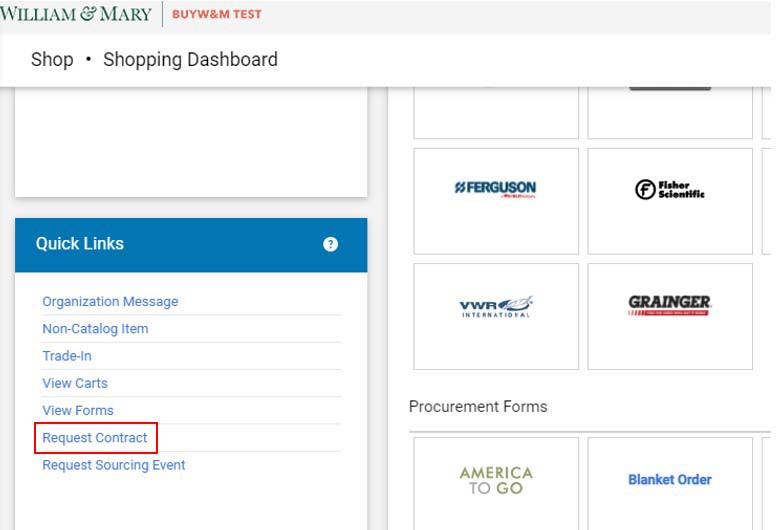 WILLIAM & MARY
BUYW&M TEST
Shop • Shopping Dashboard
Quick Links
?
Organization Message
Non-Catalog Item
Trade-In
View Carts
View Forms
Request Contract
Request Sourcing Event
FERGUSON
Fisher
Scientific
VWR
INTERNATIONAL
GRAINGER
Procurement Forms
AMERICA
TO GO
Blanket Order